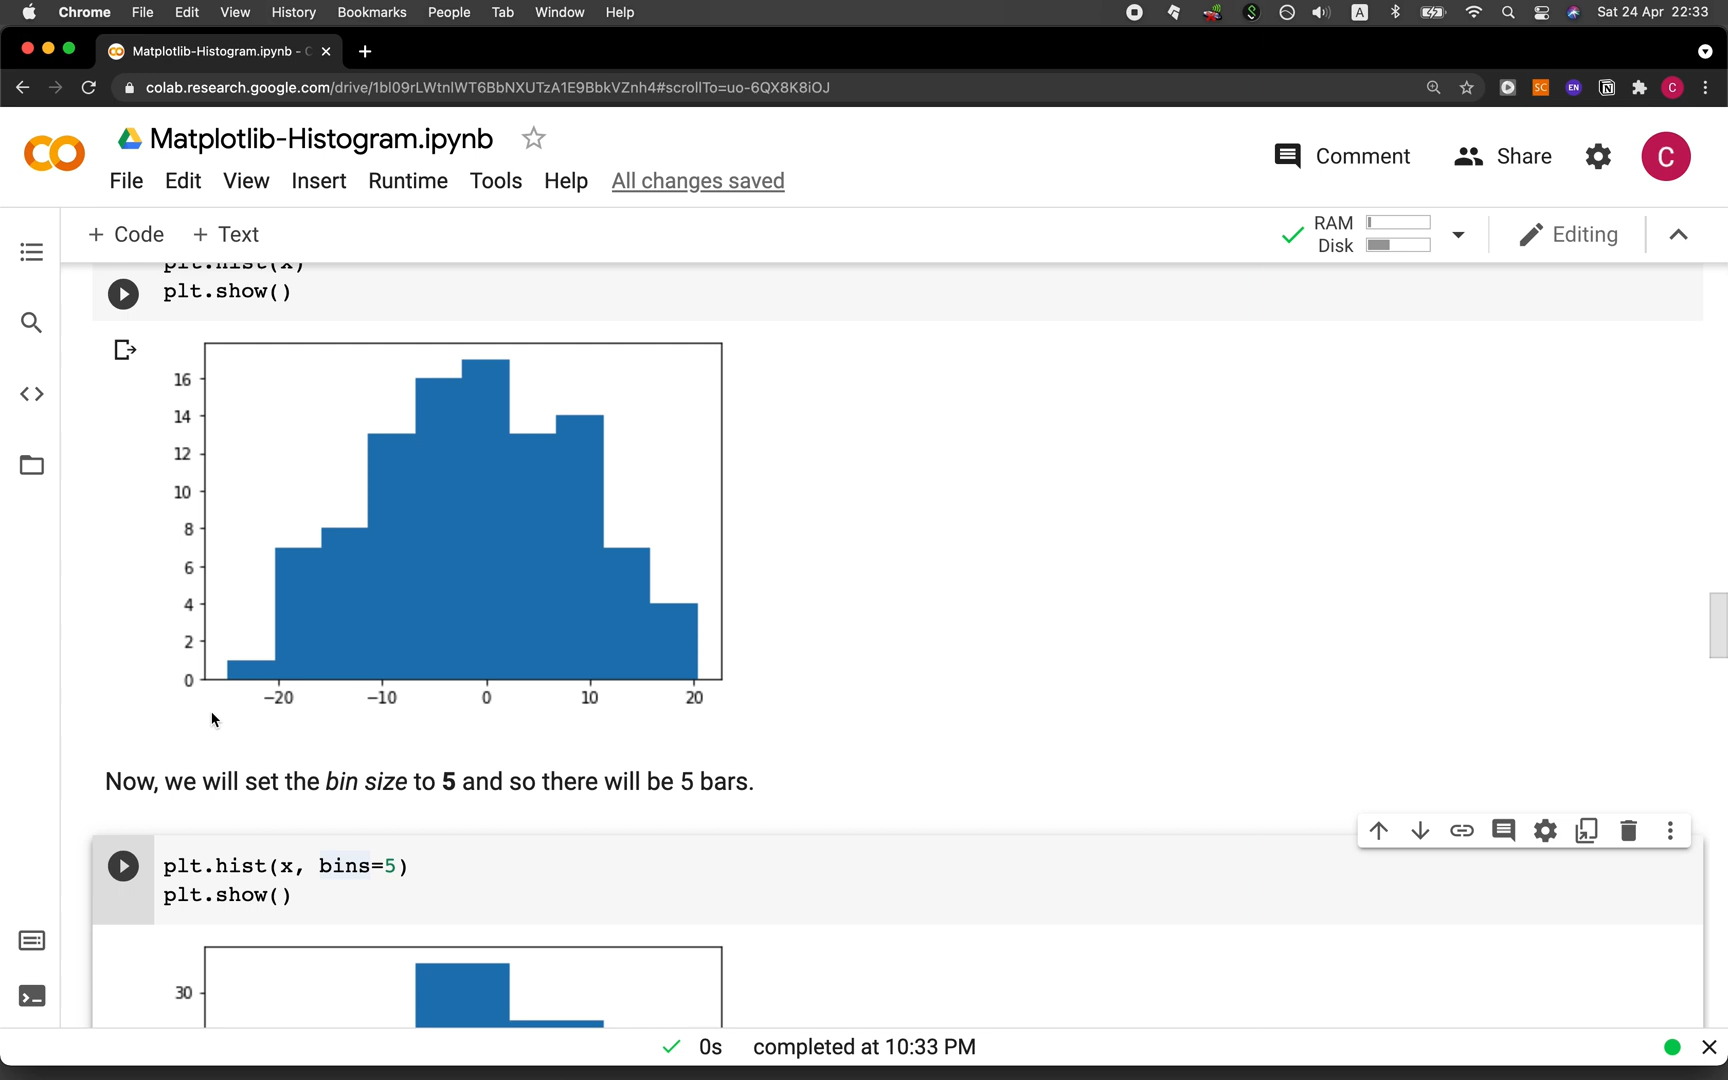 Chrome File Edit View History Bookmarks People Tab Window Help A Sat 24 Apr 22:33
Matplotlib-Histogram.ipynb - C
colab.research.google.com/drive/1bl09rLWtnlWT6BbNXUTzA1E9BbkVZnh4#scrollTo=uo-6QX8K8iOJ SC EN C
Matplotlib-Histogram.ipynb
Comment Share C
File Edit View Insert Runtime Tools Help All changes saved
+ Code + Text RAM Disk Editing
plt.hist(x)
plt.show()
16
14
12
10
8
6
4
2
0
−20 −10 0 10 20
Now, we will set the bin size to 5 and so there will be 5 bars.
plt.hist(x, bins=5)
plt.show()
30
0s completed at 10:33 PM